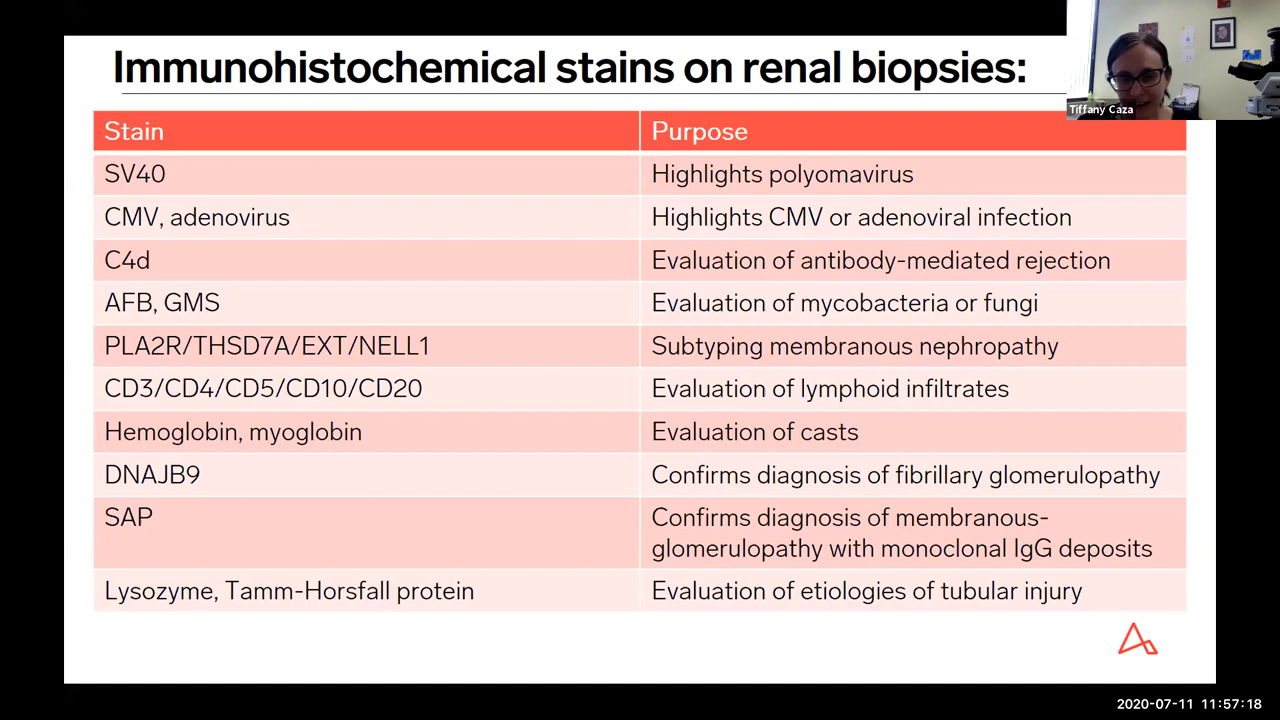 Immunohistochemical stains on renal biopsies:
Tiffany Caza
Stain Purpose
SV40 Highlights polyomavirus
CMV, adenovirus Highlights CMV or adenoviral infection
C4d Evaluation of antibody-mediated rejection
AFB, GMS Evaluation of mycobacteria or fungi
PLA2R/THSD7A/EXT/NELL1 Subtyping membranous nephropathy
CD3/CD4/CD5/CD10/CD20 Evaluation of lymphoid infiltrates
Hemoglobin, myoglobin Evaluation of casts
DNAJB9 Confirms diagnosis of fibrillary glomerulopathy
SAP Confirms diagnosis of membranous-
glomerulopathy with monoclonal IgG deposits
Lysozyme, Tamm-Horsfall protein Evaluation of etiologies of tubular injury
2020-07-11 11:57:18